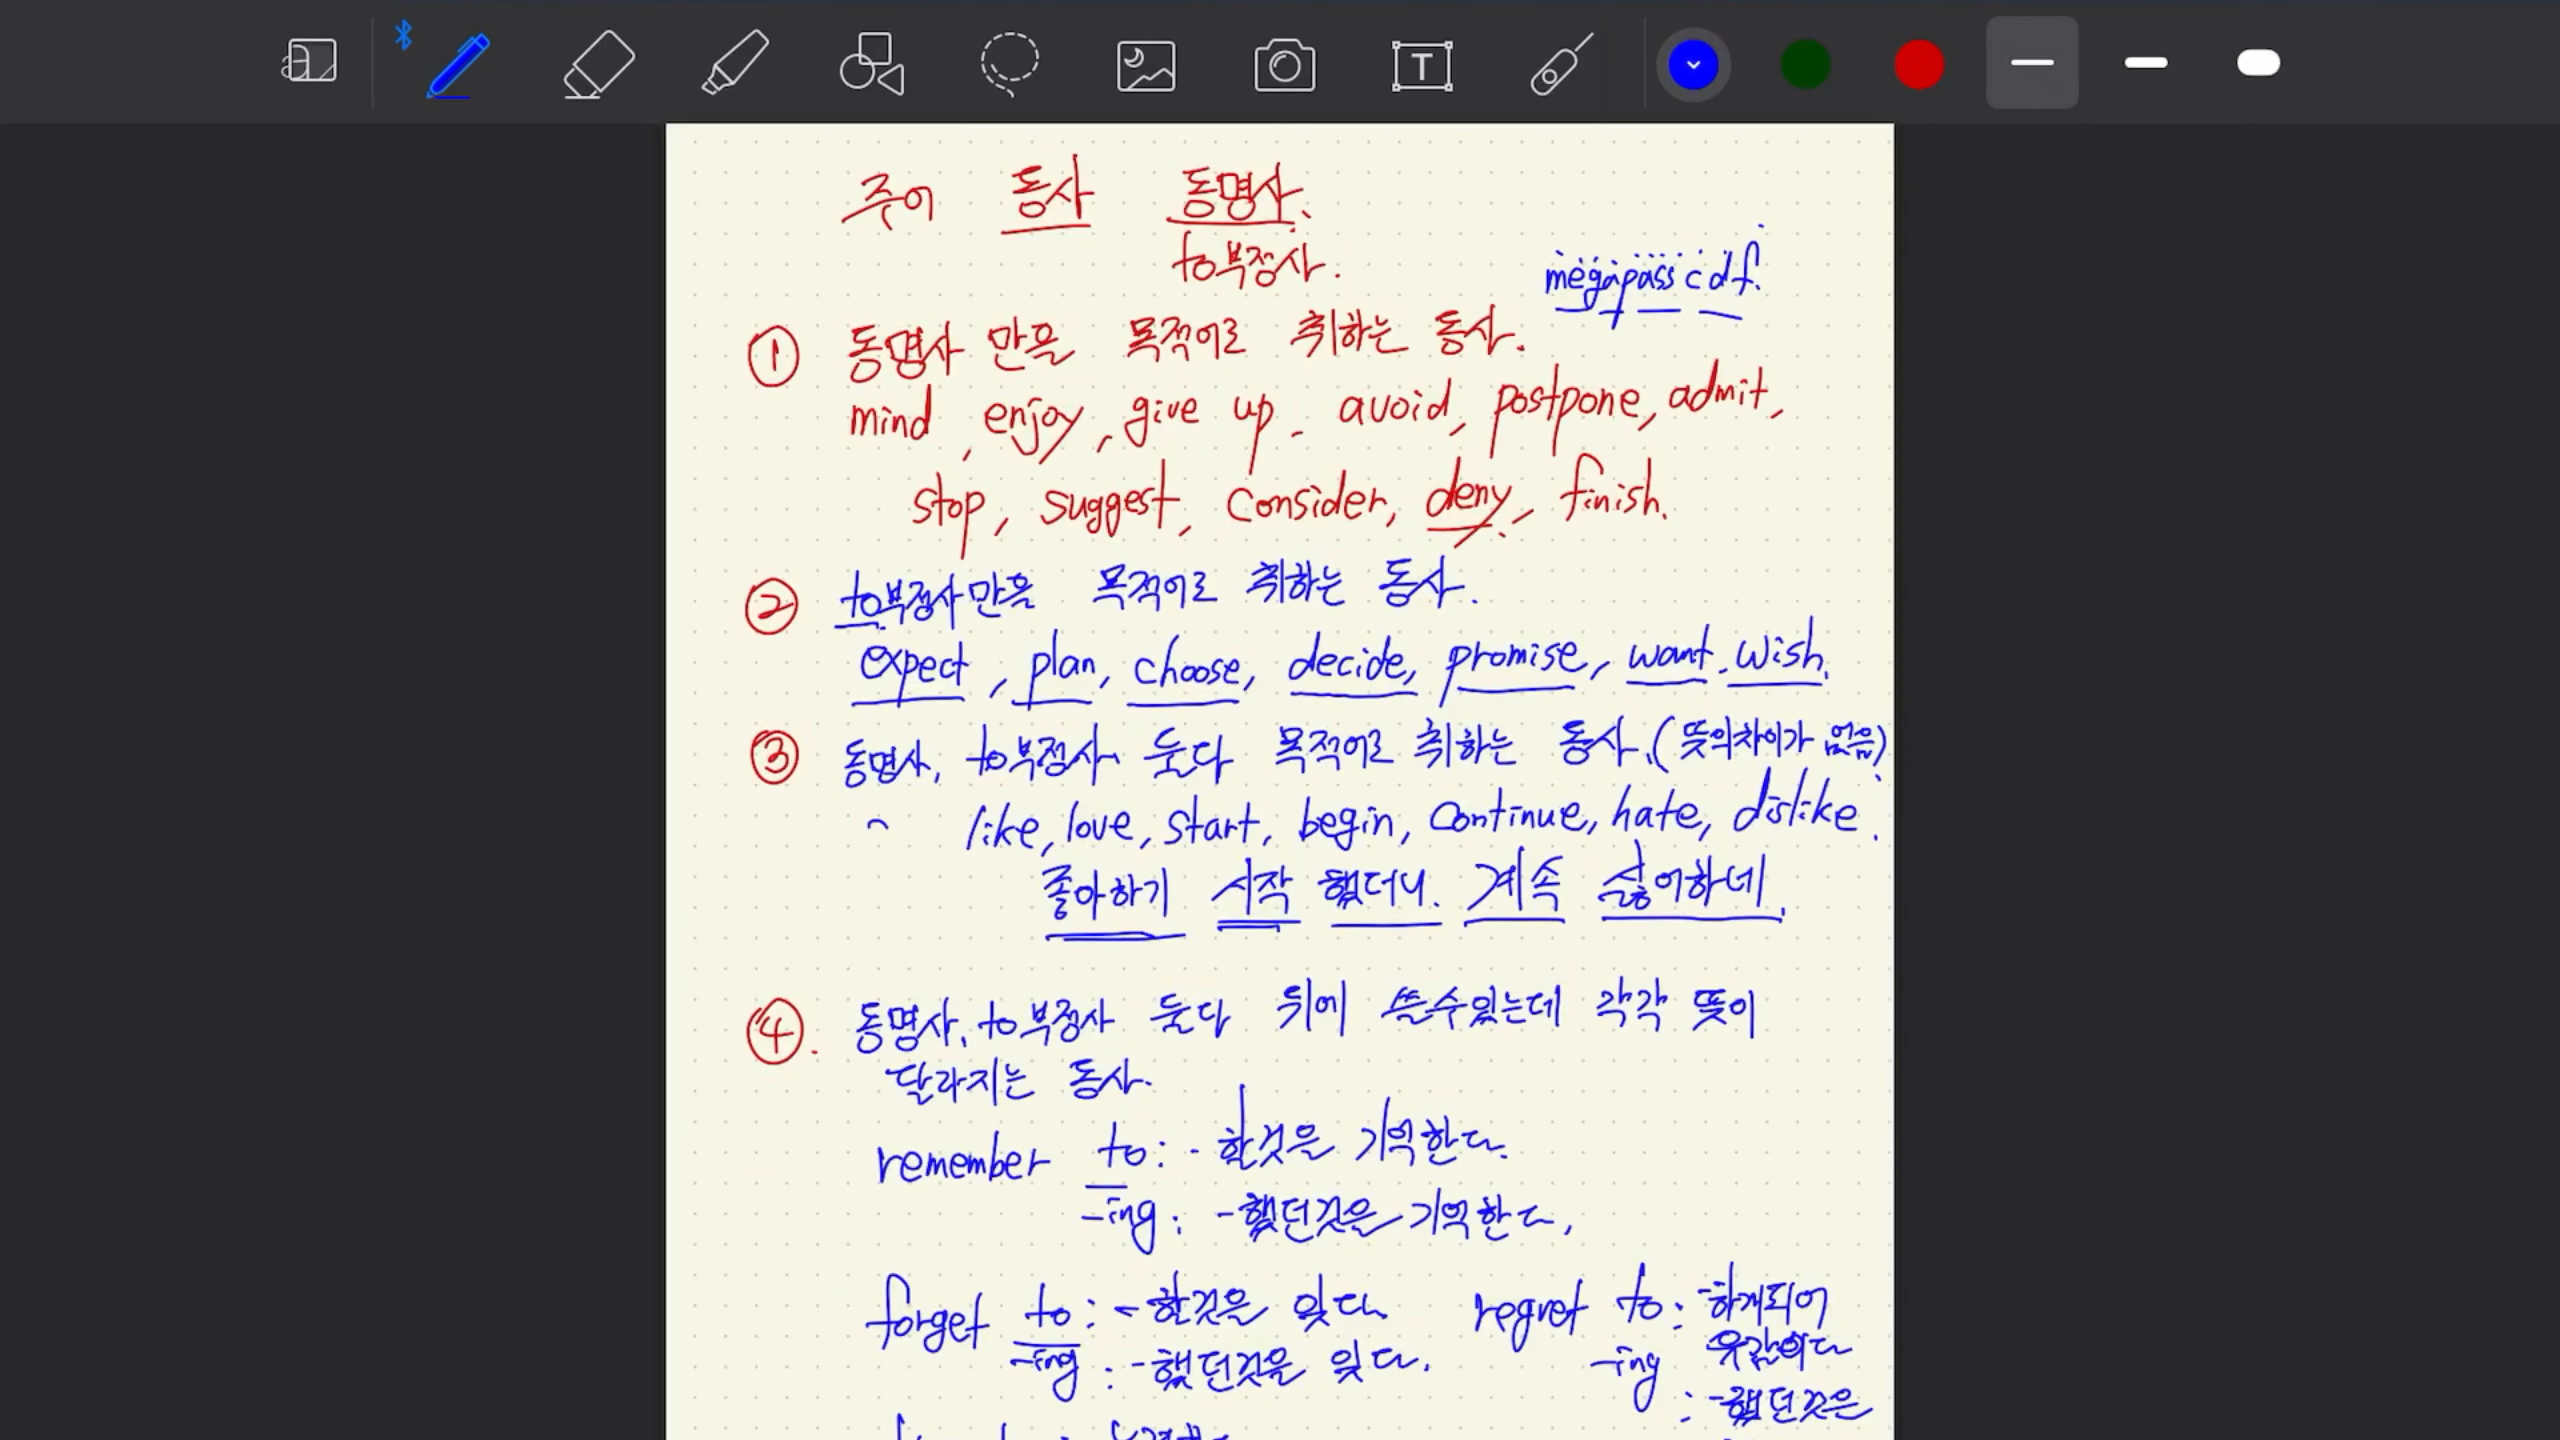 주어 동사 동명사.
to부정사.
megapass cdf.
① 동명사 만을 목적어로 취하는 동사.
mind, enjoy, give up, avoid, postpone, admit,
stop, suggest, consider, deny, finish.
② to부정사만을 목적어로 취하는 동사.
expect, plan, choose, decide, promise, want, wish.
③ 동명사, to부정사 둘다 목적어로 취하는 동사. (뜻의차이가 없음)
like, love, start, begin, continue, hate, dislike.
좋아하기 시작 했더니. 계속 싫어하네.
④. 동명사, to부정사 둘다 뒤에 쓸수있는데 각각 뜻이
달라지는 동사.
remember to: -할것을 기억한다.
-ing: -했던것을 기억한다.
forget to: -할것을 잊다.
-ing: -했던것을 잊다.
regret to: -하게되어
유감이다
-ing
: -했던것을